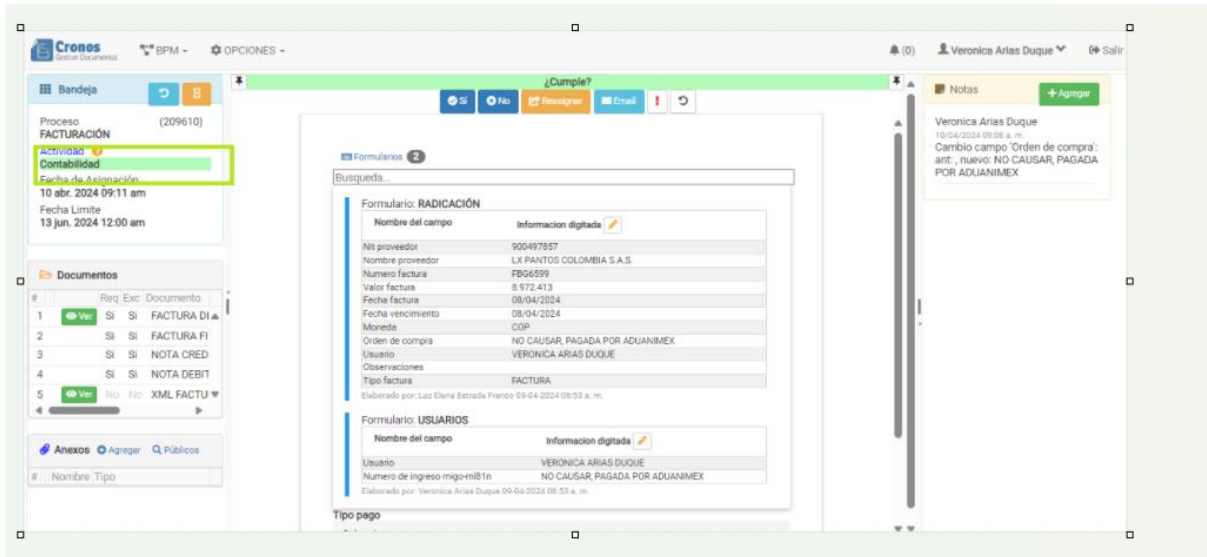 Cronos
Gestion Documental
BPM
OPCIONES
(0)
Veronica Arias Duque
Salir
Bandeja
Proceso (209610)
FACTURACIÓN
Actividad
Contabilidad
Fecha de Asignación
10 abr. 2024 09:11 am
Fecha Limite
13 jun. 2024 12:00 am
Documentos
# Req Exc Documento
1 Ver Si Si FACTURA DI
2 Si Si FACTURA FI
3 Si Si NOTA CRED
4 Si Si NOTA DEBIT
5 Ver No No XML FACTU
Anexos Agregar Públicos
# Nombre Tipo
¿Cumple?
Sí No Reasignar Email !
Formularios 2
Busqueda...
Formulario: RADICACIÓN
Nombre del campo Informacion digitada
Nit proveedor 900497857
Nombre proveedor LX PANTOS COLOMBIA S.A.S.
Numero factura FBG6599
Valor factura 8.972.413
Fecha factura 08/04/2024
Fecha vencimiento 08/04/2024
Moneda COP
Orden de compra NO CAUSAR, PAGADA POR ADUANIMEX
Usuario VERONICA ARIAS DUQUE
Observaciones
Tipo factura FACTURA
Elaborado por: Luz Elena Estrada Franco 09-04-2024 06:53 a. m.
Formulario: USUARIOS
Nombre del campo Informacion digitada
Usuario VERONICA ARIAS DUQUE
Numero de ingreso migo-ml81n NO CAUSAR, PAGADA POR ADUANIMEX
Elaborado por: Veronica Arias Duque 09-04-2024 06:53 a. m.
Tipo pago
Notas
Agregar
Veronica Arias Duque
10/04/2024 09:08 a. m.
Cambio campo 'Orden de compra':
ant: , nuevo: NO CAUSAR, PAGADA
POR ADUANIMEX